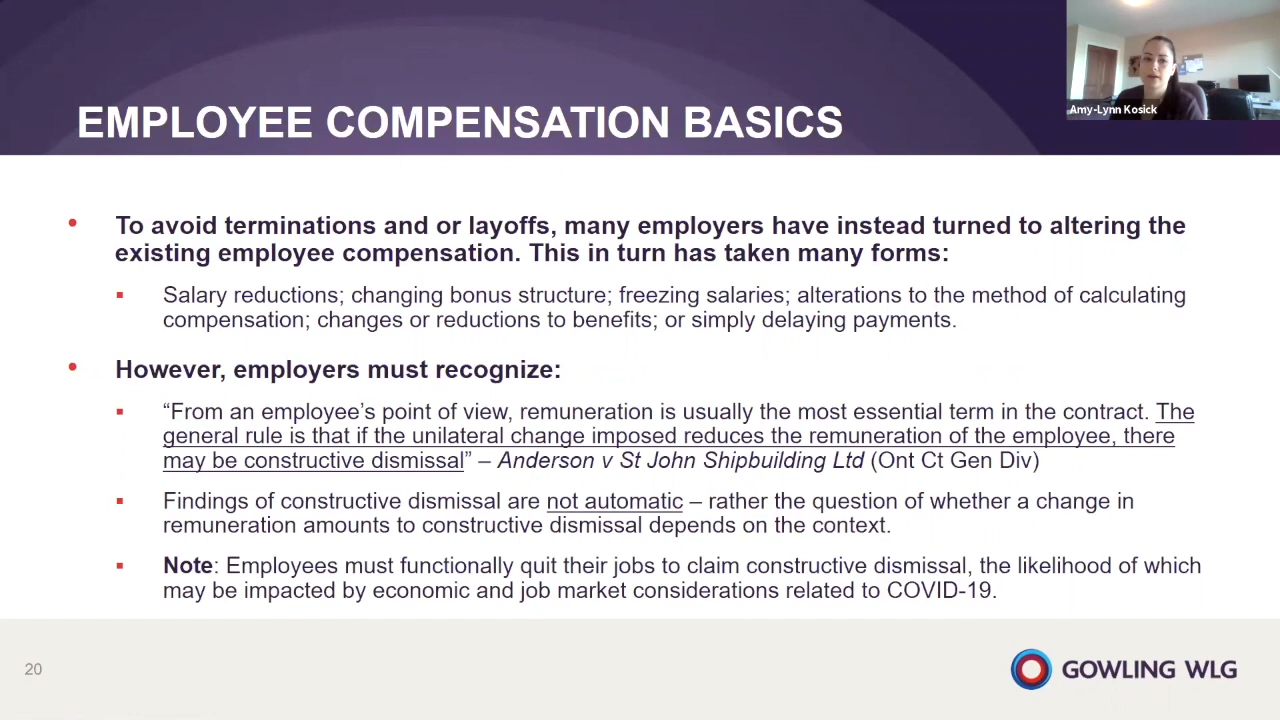 Amy-Lynn Kosick
EMPLOYEE COMPENSATION BASICS
• To avoid terminations and or layoffs, many employers have instead turned to altering the
existing employee compensation. This in turn has taken many forms:
▪ Salary reductions; changing bonus structure; freezing salaries; alterations to the method of calculating
compensation; changes or reductions to benefits; or simply delaying payments.
• However, employers must recognize:
▪ “From an employee’s point of view, remuneration is usually the most essential term in the contract. The
general rule is that if the unilateral change imposed reduces the remuneration of the employee, there
may be constructive dismissal” – Anderson v St John Shipbuilding Ltd (Ont Ct Gen Div)
▪ Findings of constructive dismissal are not automatic – rather the question of whether a change in
remuneration amounts to constructive dismissal depends on the context.
▪ Note: Employees must functionally quit their jobs to claim constructive dismissal, the likelihood of which
may be impacted by economic and job market considerations related to COVID-19.
20
GOWLING WLG